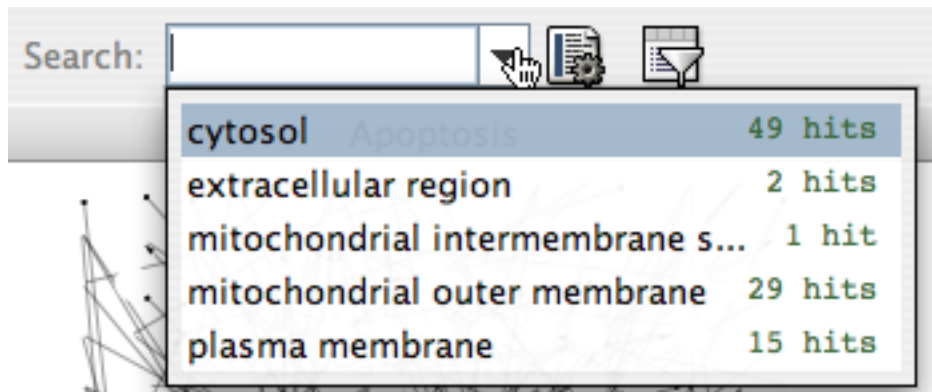 Search:
Apoptosis
cytosol 49 hits
extracellular region 2 hits
mitochondrial intermembrane s... 1 hit
mitochondrial outer membrane 29 hits
plasma membrane 15 hits